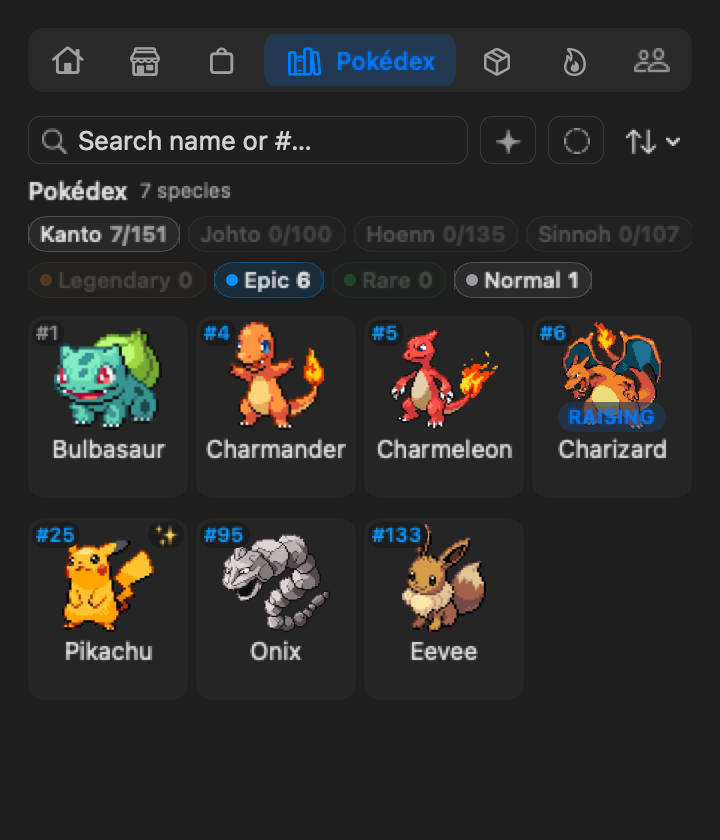 Pokédex
Search name or #...
Pokédex 7 species
Kanto 7/151 Johto 0/100 Hoenn 0/135 Sinnoh 0/107
Legendary 0 Epic 6 Rare 0 Normal 1
#1 #4 #5 #6
RAISING
Bulbasaur Charmander Charmeleon Charizard
#25 #95 #133
Pikachu Onix Eevee